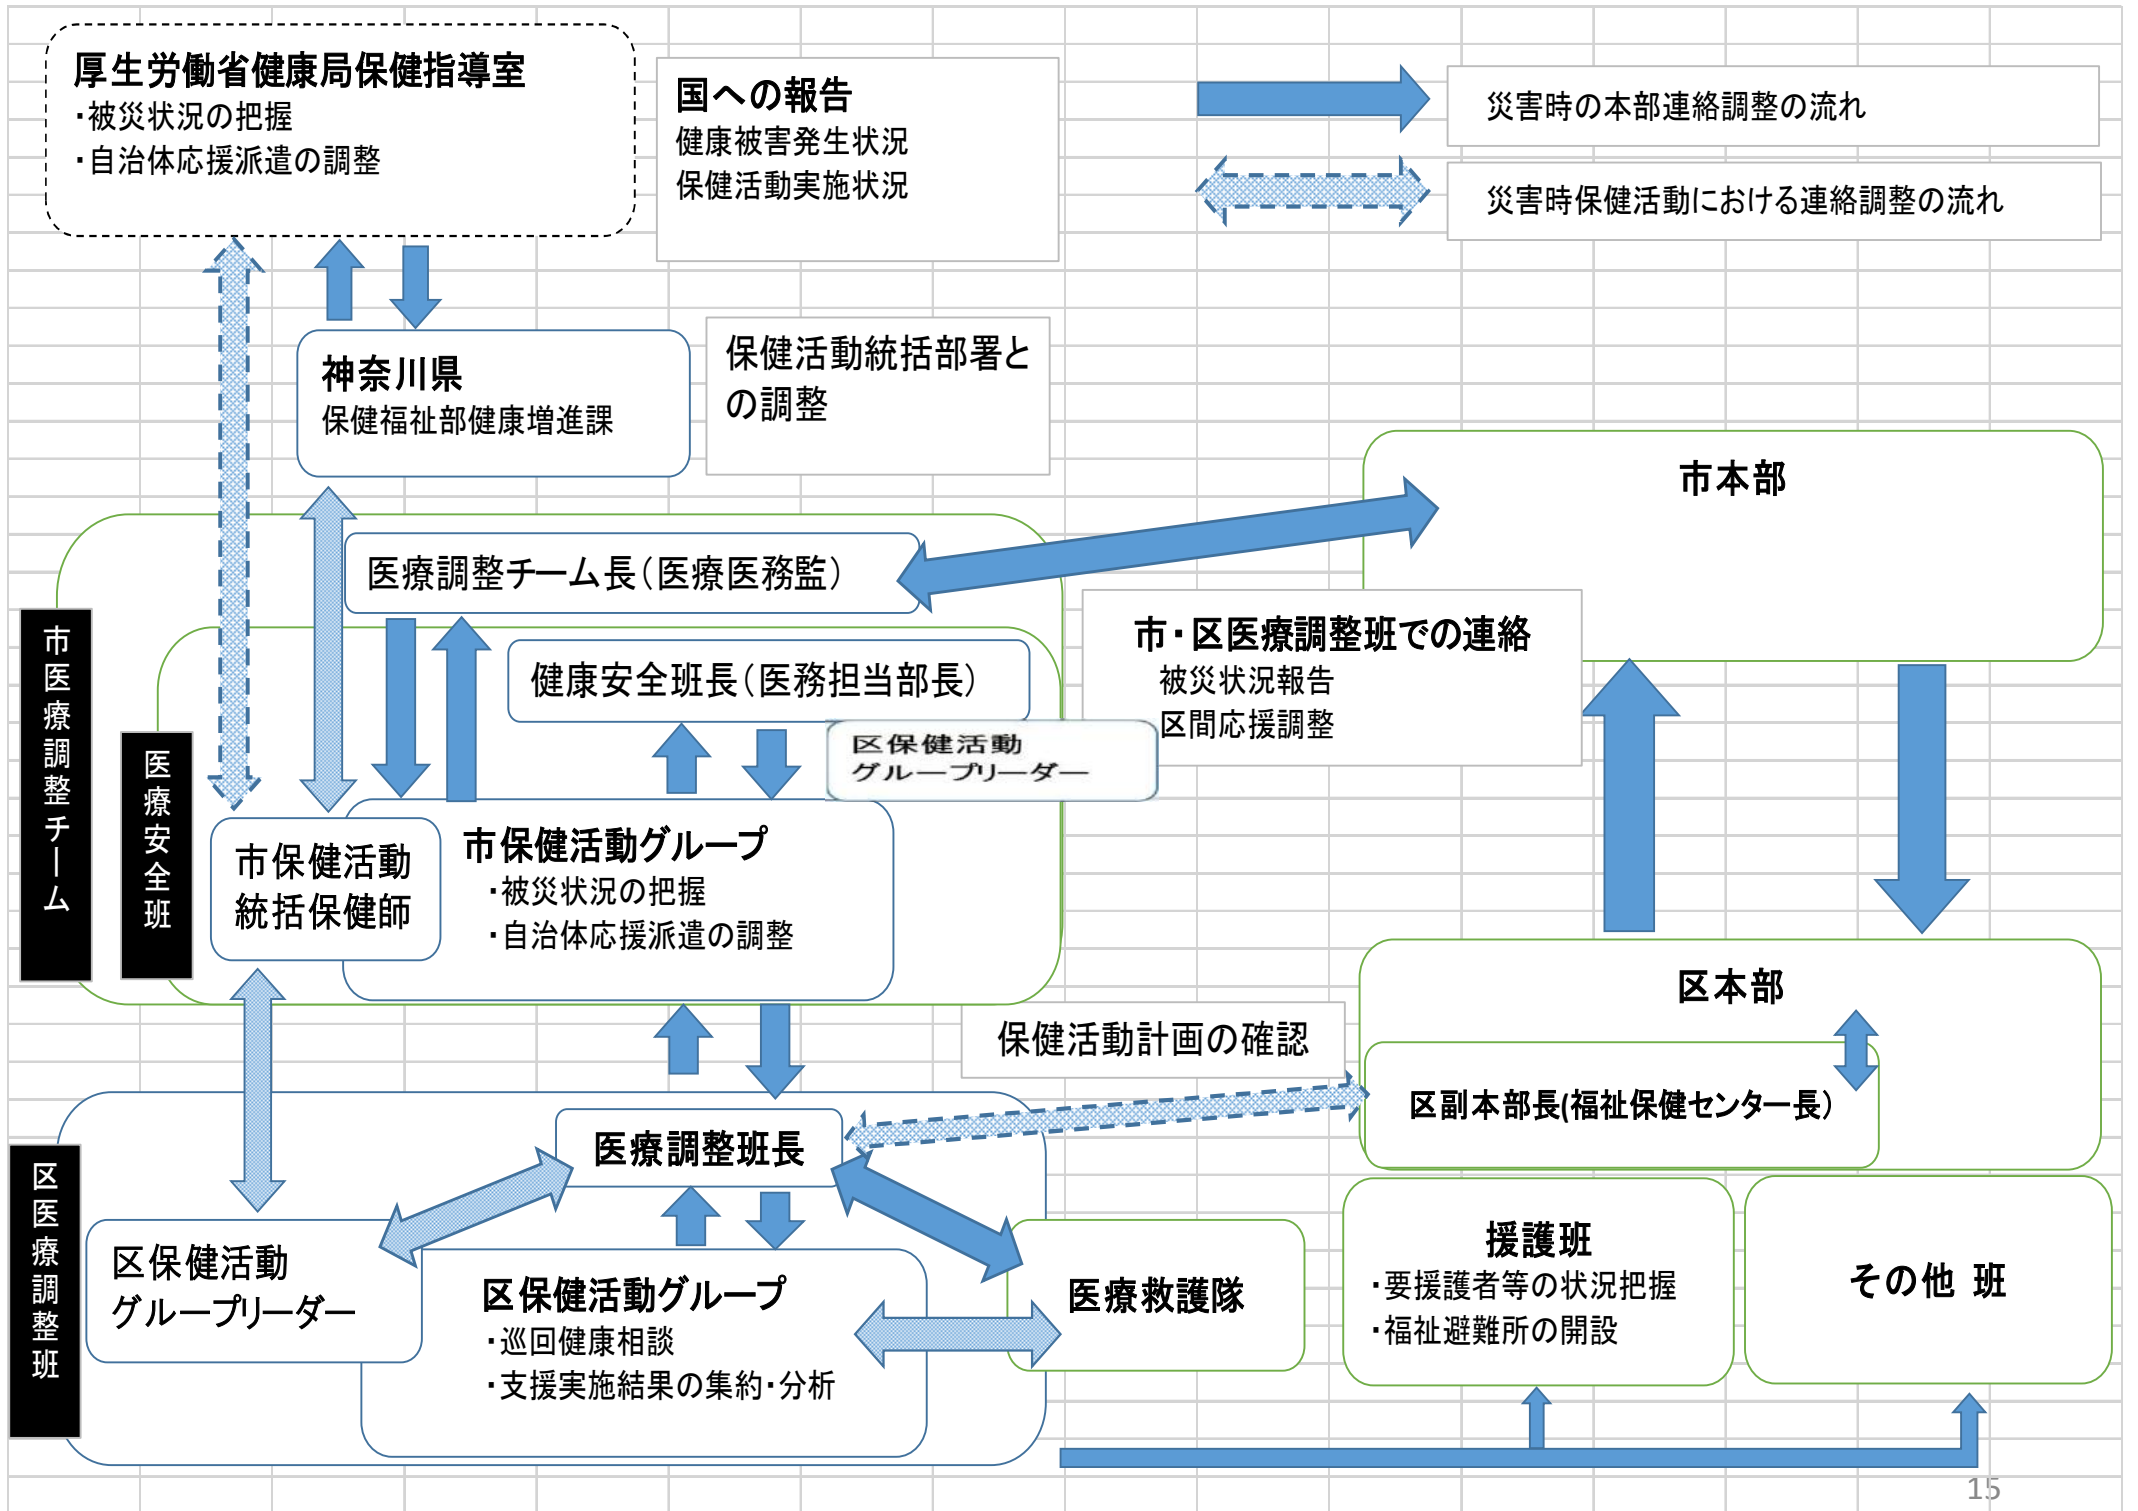 厚生労働省健康局保健指導室
・被災状況の把握
・自治体応援派遣の調整
国への報告
健康被害発生状況
保健活動実施状況
災害時の本部連絡調整の流れ
災害時保健活動における連絡調整の流れ
神奈川県
保健福祉部健康増進課
保健活動統括部署と
の調整
市本部
医療調整チーム長（医療医務監）
健康安全班長（医務担当部長）
市・区医療調整班での連絡
被災状況報告
区間応援調整
区保健活動
グループリーダー
市医療調整チーム
医療安全班
市保健活動
統括保健師
市保健活動グループ
・被災状況の把握
・自治体応援派遣の調整
区本部
保健活動計画の確認
区副本部長(福祉保健センター長）
医療調整班長
区医療調整班
区保健活動
グループリーダー
区保健活動グループ
・巡回健康相談
・支援実施結果の集約・分析
医療救護隊
援護班
・要援護者等の状況把握
・福祉避難所の開設
その他 班
15